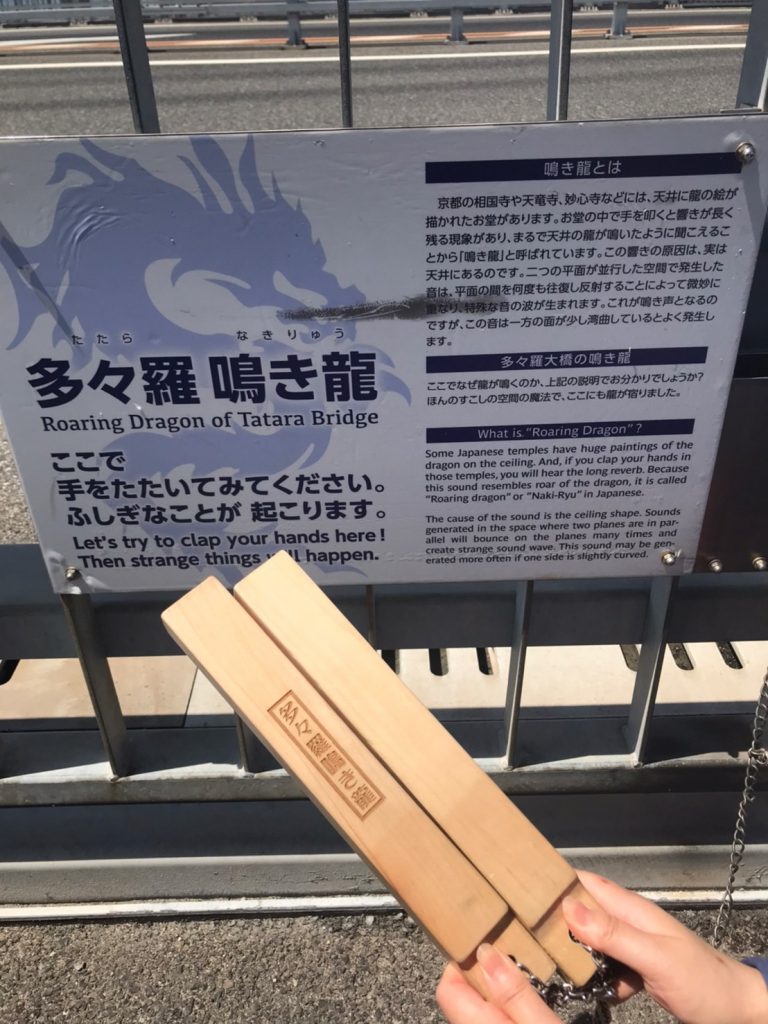 たたら なきりゅう
多々羅 鳴き龍
Roaring Dragon of Tatara Bridge
ここで
手をたたいてみてください。
ふしぎなことが 起こります。
Let's try to clap your hands here!
Then strange things will happen.
鳴き龍とは
京都の相国寺や天竜寺、妙心寺などには、天井に龍の絵が
描かれたお堂があります。お堂の中で手を叩くと響きが長く
残る現象があり、まるで天井の龍が鳴いたように聞こえるこ
とから「鳴き龍」と呼ばれています。この響きの原因は、実は
天井にあるのです。二つの平面が並行した空間で発生した
音は、平面の間を何度も往復し反射することによって微妙に
重なり、特殊な音の波が生まれます。これが鳴き声となるの
ですが、この音は一方の面が少し湾曲しているとよく発生し
ます。
多々羅大橋の鳴き龍
ここでなぜ龍が鳴くのか、上記の説明でお分かりでしょうか?
ほんのすこしの空間の魔法で、ここにも龍が宿りました。
What is "Roaring Dragon"?
Some Japanese temples have huge paintings of the
dragon on the ceiling. And, if you clap your hands in
those temples, you will hear the long reverb. Because
this sound resembles roar of the dragon, it is called
"Roaring dragon" or "Naki-Ryu" in Japanese.
The cause of the sound is the ceiling shape. Sounds
generated in the space where two planes are in par-
allel will bounce on the planes many times and
create strange sound wave. This sound may be gen-
erated more often if one side is slightly curved.
多々羅鳴き龍